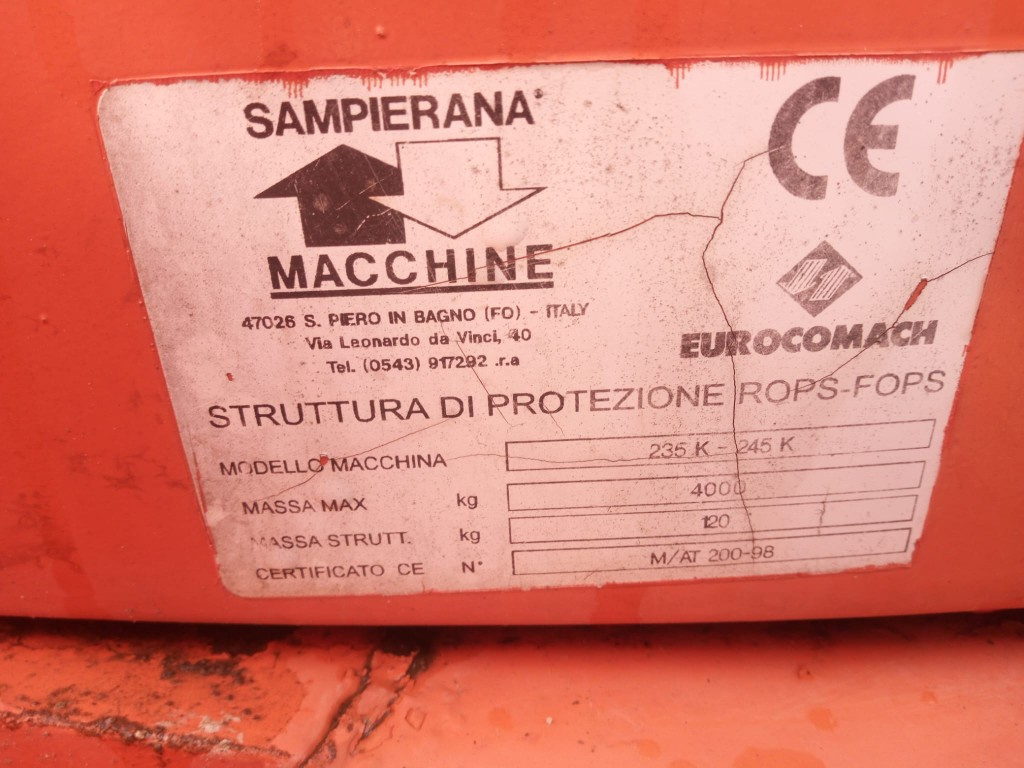 SAMPIERANA
MACCHINE
47026 S. PIERO IN BAGNO (FO) - ITALY
Via Leonardo da Vinci, 40
Tel. (0543) 917292 .r.a
CE
EUROCOMACH
STRUTTURA DI PROTEZIONE ROPS-FOPS
MODELLO MACCHINA 235 K - 245 K
MASSA MAX kg 4000
MASSA STRUTT. kg 120
CERTIFICATO CE N° M/AT 200-98